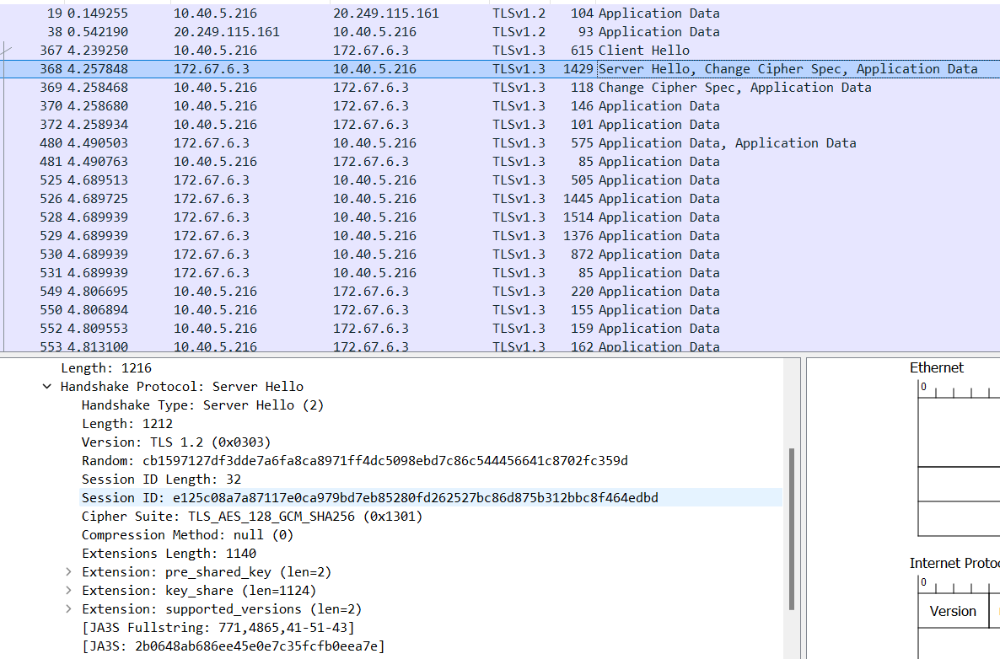 19 0.149255 10.40.5.216 20.249.115.161 TLSv1.2 104 Application Data
38 0.542190 20.249.115.161 10.40.5.216 TLSv1.2 93 Application Data
367 4.239250 10.40.5.216 172.67.6.3 TLSv1.3 615 Client Hello
368 4.257848 172.67.6.3 10.40.5.216 TLSv1.3 1429 Server Hello, Change Cipher Spec, Application Data
369 4.258468 10.40.5.216 172.67.6.3 TLSv1.3 118 Change Cipher Spec, Application Data
370 4.258680 10.40.5.216 172.67.6.3 TLSv1.3 146 Application Data
372 4.258934 10.40.5.216 172.67.6.3 TLSv1.3 101 Application Data
480 4.490503 172.67.6.3 10.40.5.216 TLSv1.3 575 Application Data, Application Data
481 4.490763 10.40.5.216 172.67.6.3 TLSv1.3 85 Application Data
525 4.689513 172.67.6.3 10.40.5.216 TLSv1.3 505 Application Data
526 4.689725 172.67.6.3 10.40.5.216 TLSv1.3 1445 Application Data
528 4.689939 172.67.6.3 10.40.5.216 TLSv1.3 1514 Application Data
529 4.689939 172.67.6.3 10.40.5.216 TLSv1.3 1376 Application Data
530 4.689939 172.67.6.3 10.40.5.216 TLSv1.3 872 Application Data
531 4.689939 172.67.6.3 10.40.5.216 TLSv1.3 85 Application Data
549 4.806695 10.40.5.216 172.67.6.3 TLSv1.3 220 Application Data
550 4.806894 10.40.5.216 172.67.6.3 TLSv1.3 155 Application Data
552 4.809553 10.40.5.216 172.67.6.3 TLSv1.3 159 Application Data
553 4.813100 10.40.5.216 172.67.6.3 TLSv1.3 162 Application Data
Length: 1216
Handshake Protocol: Server Hello
Handshake Type: Server Hello (2)
Length: 1212
Version: TLS 1.2 (0x0303)
Random: cb1597127df3dde7a6fa8ca8971ff4dc5098ebd7c86c544456641c8702fc359d
Session ID Length: 32
Session ID: e125c08a7a87117e0ca979bd7eb85280fd262527bc86d875b312bbc8f464edbd
Cipher Suite: TLS_AES_128_GCM_SHA256 (0x1301)
Compression Method: null (0)
Extensions Length: 1140
Extension: pre_shared_key (len=2)
Extension: key_share (len=1124)
Extension: supported_versions (len=2)
[JA3S Fullstring: 771,4865,41-51-43]
[JA3S: 2b0648ab686ee45e0e7c35fcfb0eea7e]
Ethernet
0
Internet Proto
0
Version